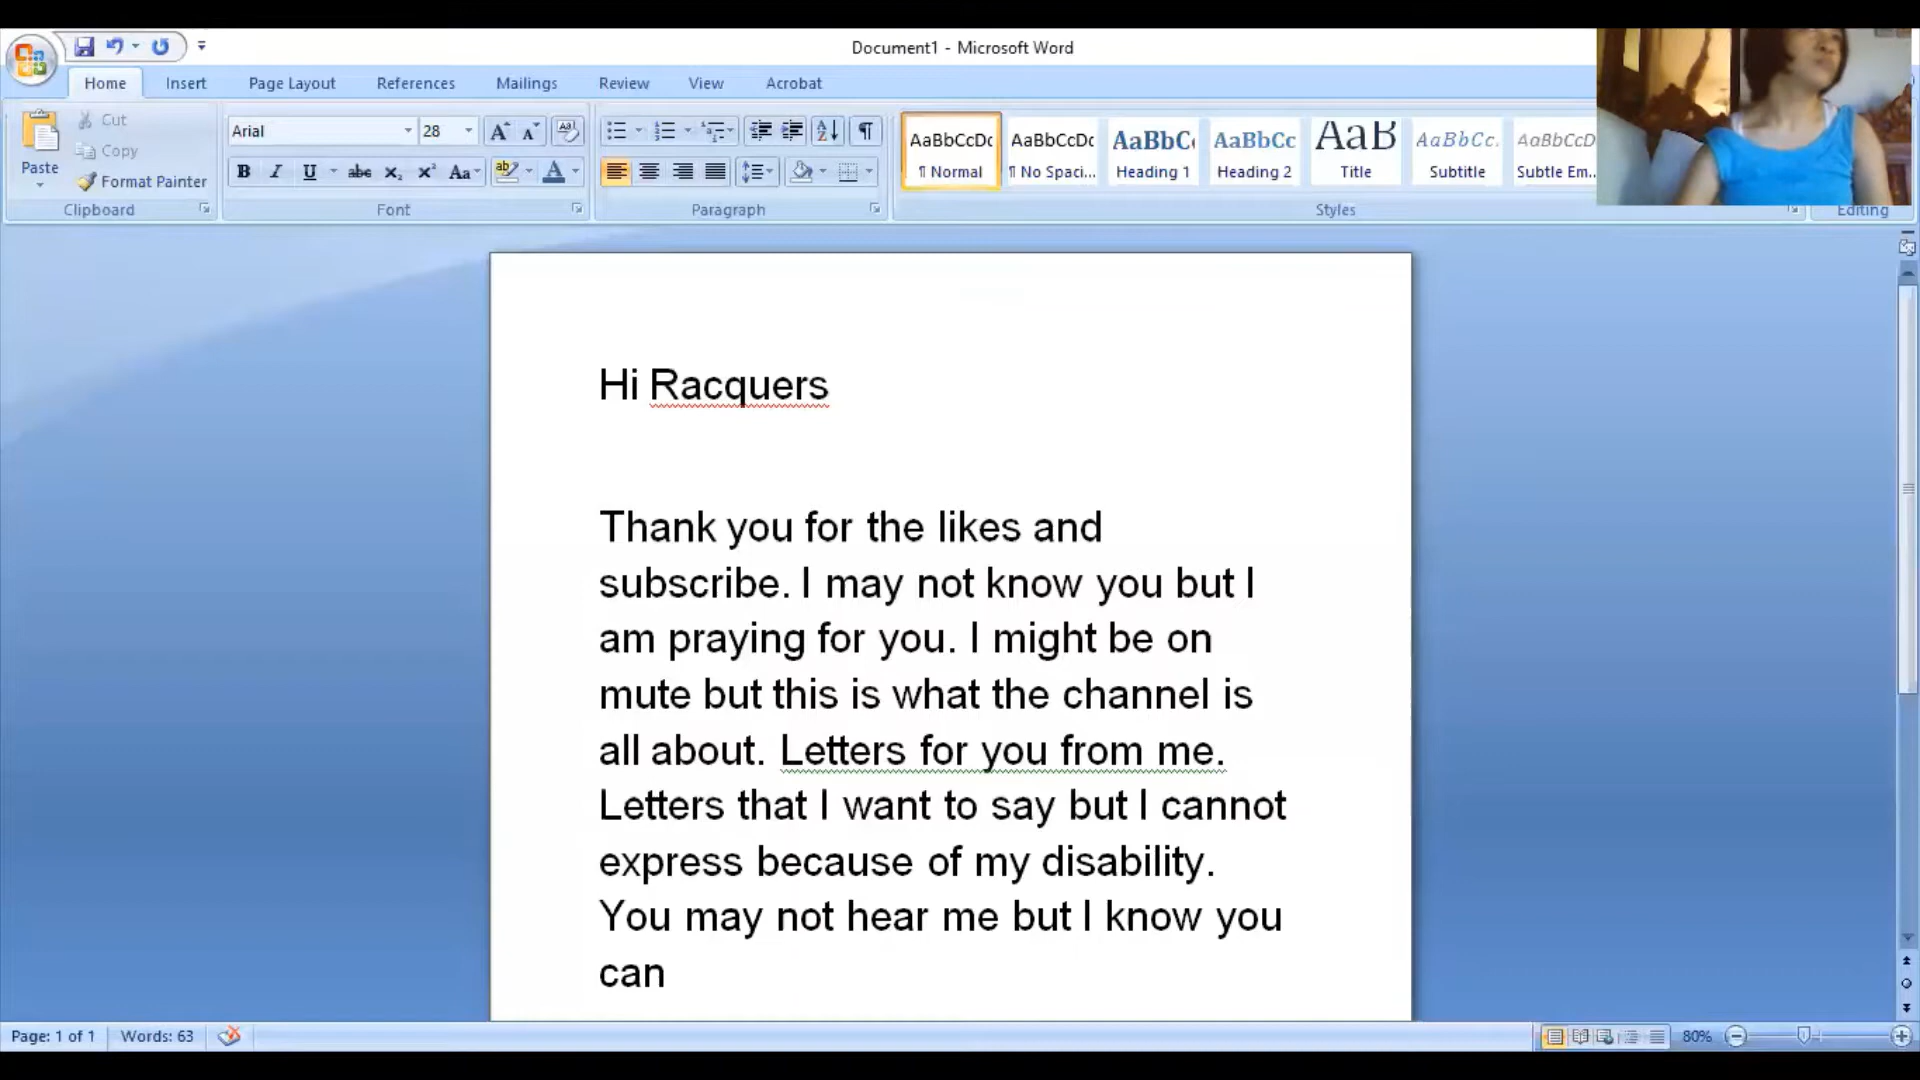 Document1 - Microsoft Word
Home Insert Page Layout References Mailings Review View Acrobat
Paste
Cut
Copy
Format Painter
Clipboard
Arial 28
B I U abc X₂ X² Aa
Font
Paragraph
AaBbCcDc AaBbCcDc AaBbC AaBbCc AaB AaBbCc. AaBbCcD
¶ Normal ¶ No Spaci... Heading 1 Heading 2 Title Subtitle Subtle Em...
Styles
Editing
Hi Racquers
Thank you for the likes and
subscribe. I may not know you but I
am praying for you. I might be on
mute but this is what the channel is
all about. Letters for you from me.
Letters that I want to say but I cannot
express because of my disability.
You may not hear me but I know you
can
Page: 1 of 1 Words: 63 80%